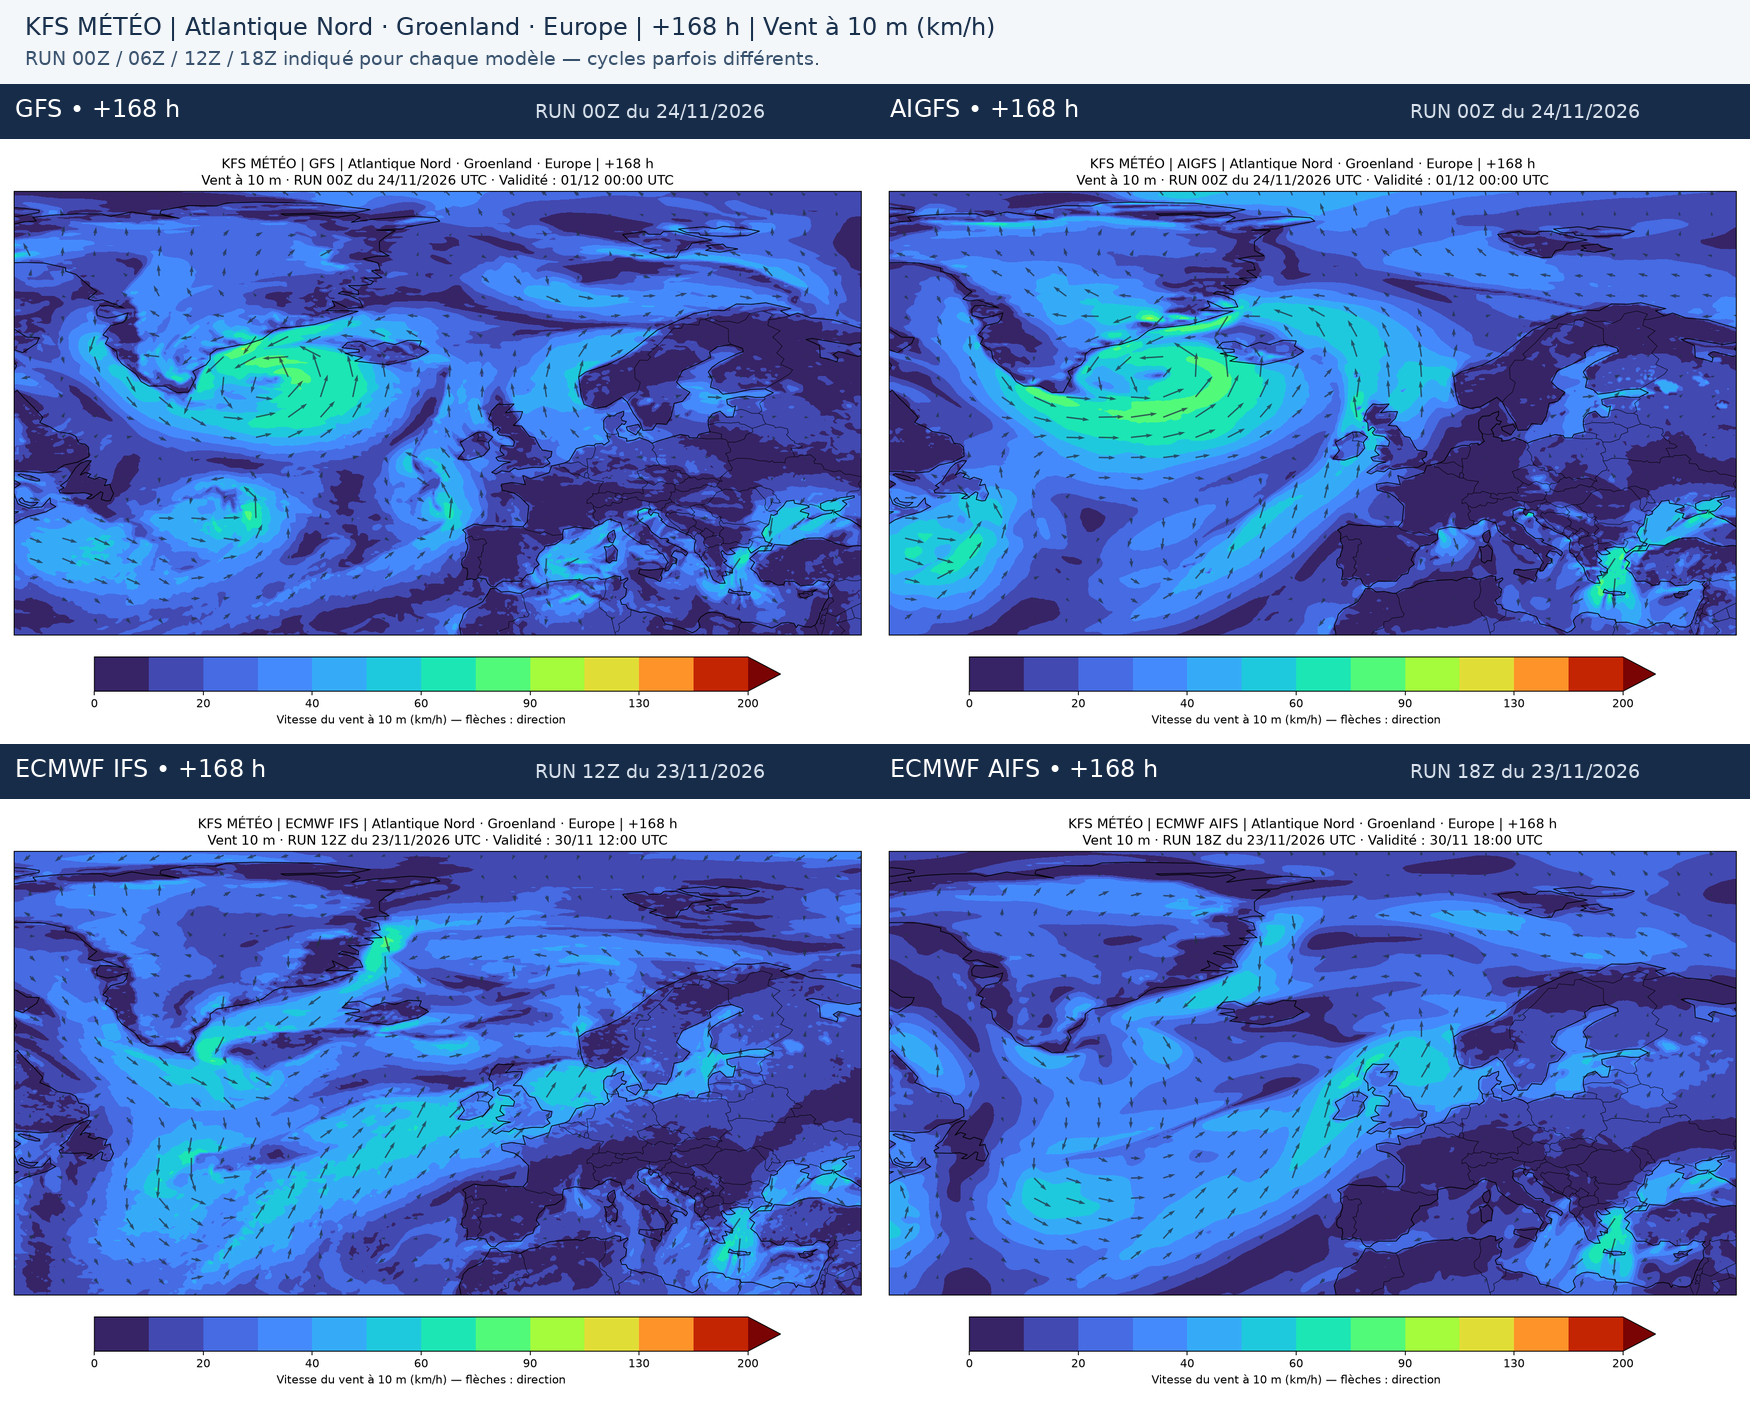 KFS MÉTÉO | Atlantique Nord · Groenland · Europe | +168 h | Vent à 10 m (km/h)
RUN 00Z / 06Z / 12Z / 18Z indiqué pour chaque modèle — cycles parfois différents.
GFS • +168 h RUN 00Z du 24/11/2026
KFS MÉTÉO | GFS | Atlantique Nord · Groenland · Europe | +168 h
Vent à 10 m · RUN 00Z du 24/11/2026 UTC · Validité : 01/12 00:00 UTC
0 20 40 60 90 130 200
Vitesse du vent à 10 m (km/h) — flèches : direction
AIGFS • +168 h RUN 00Z du 24/11/2026
KFS MÉTÉO | AIGFS | Atlantique Nord · Groenland · Europe | +168 h
Vent à 10 m · RUN 00Z du 24/11/2026 UTC · Validité : 01/12 00:00 UTC
0 20 40 60 90 130 200
Vitesse du vent à 10 m (km/h) — flèches : direction
ECMWF IFS • +168 h RUN 12Z du 23/11/2026
KFS MÉTÉO | ECMWF IFS | Atlantique Nord · Groenland · Europe | +168 h
Vent 10 m · RUN 12Z du 23/11/2026 UTC · Validité : 30/11 12:00 UTC
0 20 40 60 90 130 200
Vitesse du vent à 10 m (km/h) — flèches : direction
ECMWF AIFS • +168 h RUN 18Z du 23/11/2026
KFS MÉTÉO | ECMWF AIFS | Atlantique Nord · Groenland · Europe | +168 h
Vent 10 m · RUN 18Z du 23/11/2026 UTC · Validité : 30/11 18:00 UTC
0 20 40 60 90 130 200
Vitesse du vent à 10 m (km/h) — flèches : direction